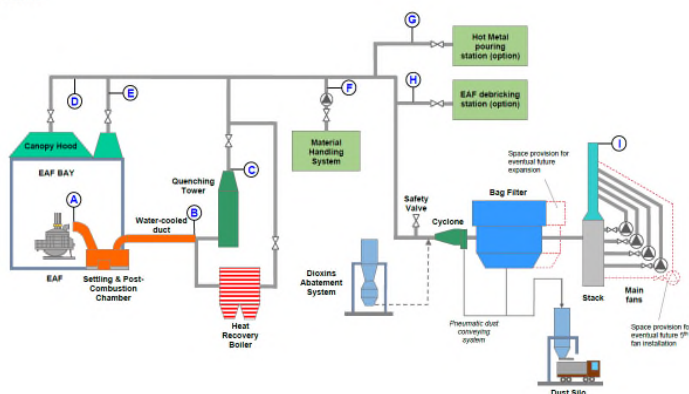 G
Hot Metal
pouring
station (option)
H
EAF debricking
station (option)
D
E
F
Canopy Hood
Material
Handling
System
EAF BAY
Quenching
Tower
C
I
Space provision for
eventual future
expansion
Bag Filter
Safety
Valve
Cyclone
A
B
Water-cooled
duct
EAF
Settling & Post-
Combustion
Chamber
Heat
Recovery
Boiler
Dioxins
Abatement
System
Pneumatic dust
conveying
system
Stack
Main
fans
Space provision for
eventual future 5th
fan installation
Dust Silo